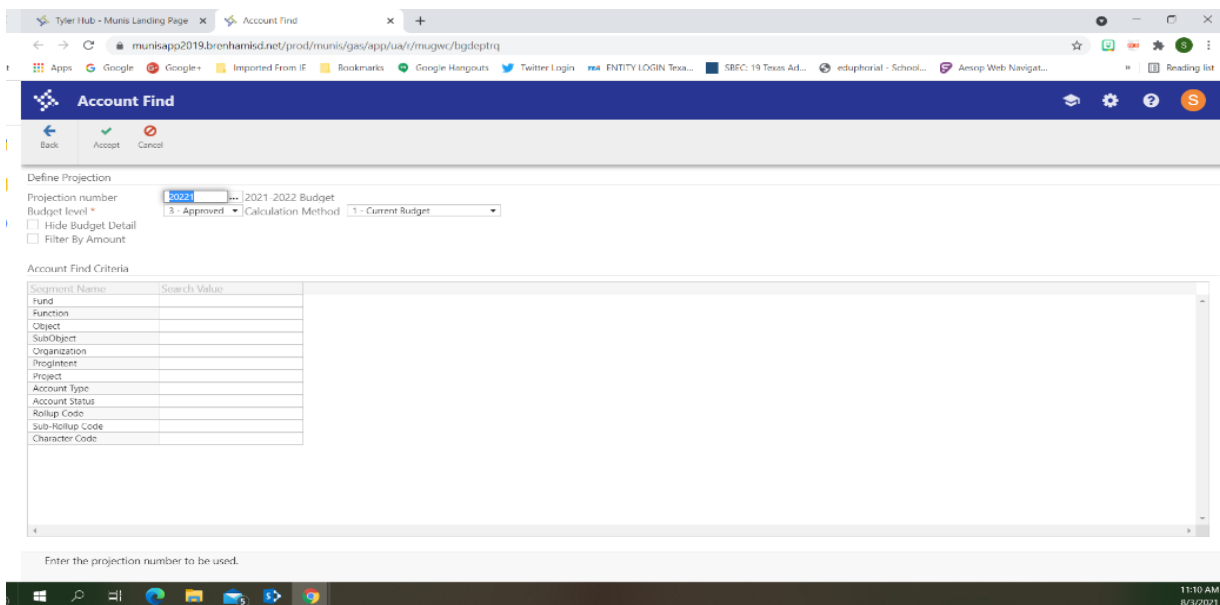 Tyler Hub - Munis Landing Page X Account Find X +
munisapp2019.brenhamisd.net/prod/munis/gas/app/ua/r/mugwc/bgdeptrq
Apps Google Google+ Imported From IE Bookmarks Google Hangouts Twitter Login ENTITY LOGIN Texa... SBEC: 19 Texas Ad... eduphorial - School... Aesop Web Navigat... » Reading list
Account Find S
Back Accept Cancel
Define Projection
Projection number 20221 ... 2021-2022 Budget
Budget level * 3 - Approved Calculation Method 1 - Current Budget
Hide Budget Detail
Filter By Amount
Account Find Criteria
Segment Name Search Value
Fund
Function
Object
SubObject
Organization
ProgIntent
Project
Account Type
Account Status
Rollup Code
Sub-Rollup Code
Character Code
Enter the projection number to be used.
11:10 AM
8/3/2021